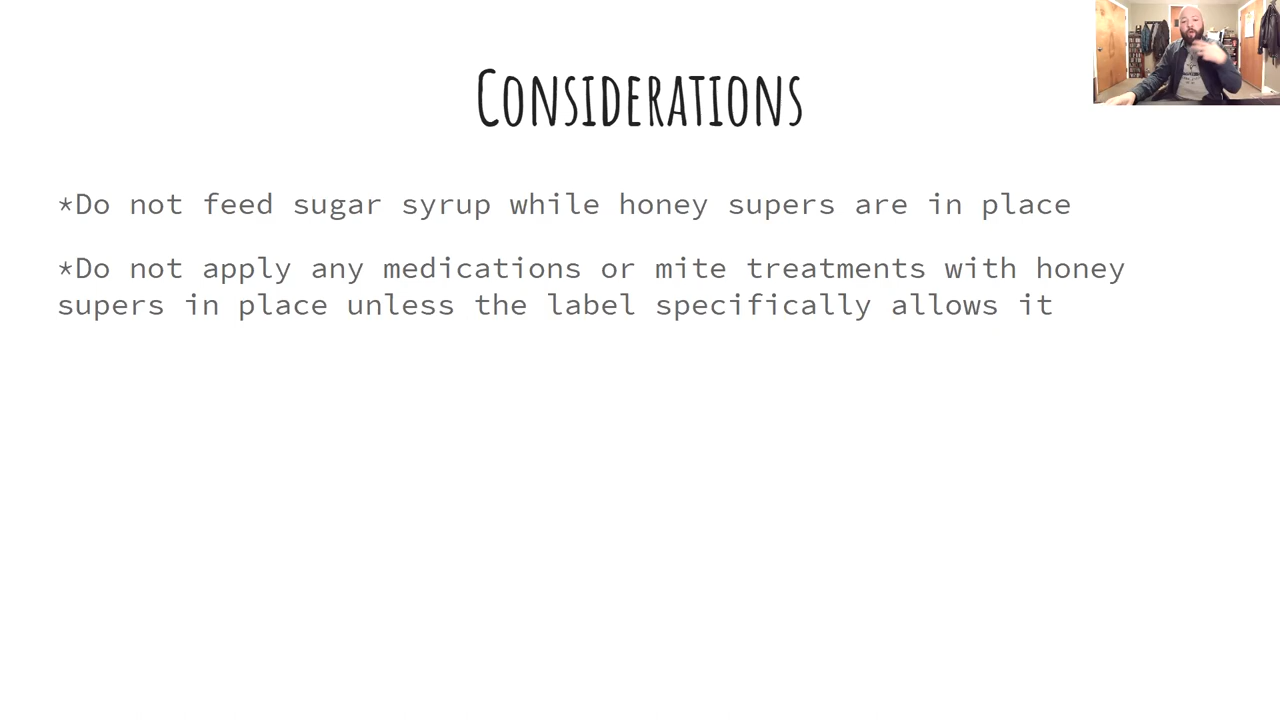 Considerations
*Do not feed sugar syrup while honey supers are in place
*Do not apply any medications or mite treatments with honey
supers in place unless the label specifically allows it